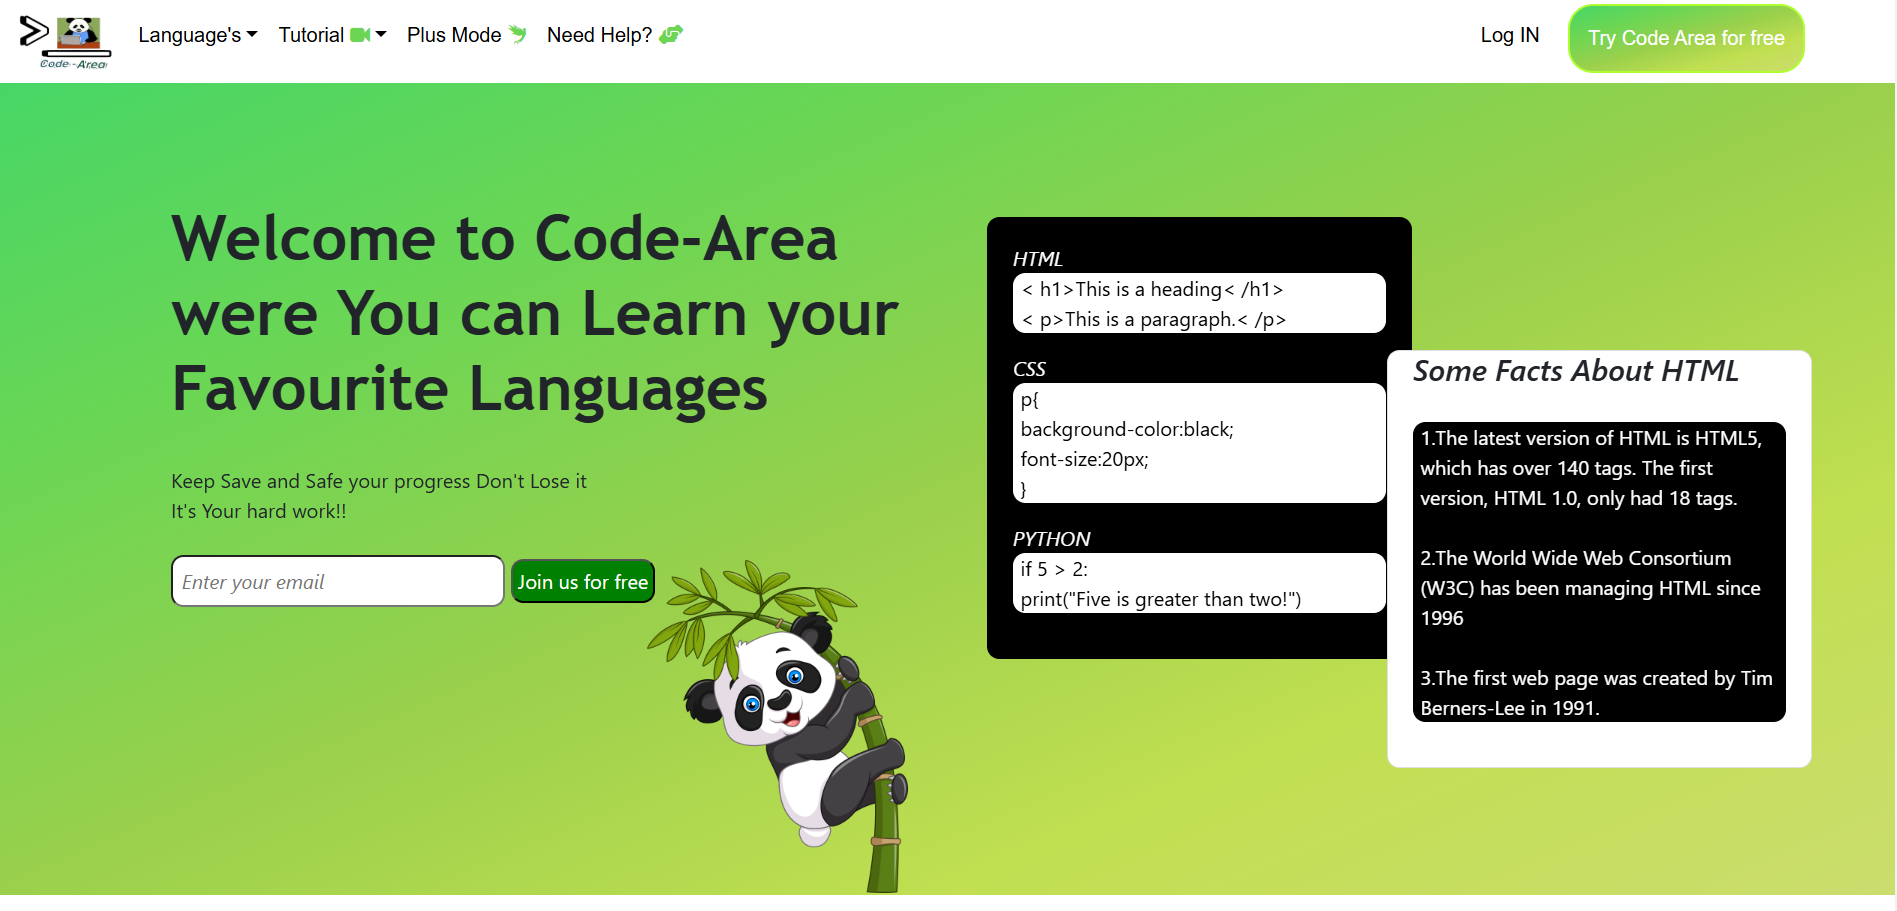 Code--Area
Language's
Tutorial
Plus Mode
Need Help?
Log IN
Try Code Area for free
Welcome to Code-Area
were You can Learn your
Favourite Languages
Keep Save and Safe your progress Don't Lose it
It's Your hard work!!
Enter your email
Join us for free
HTML
< h1>This is a heading< /h1>
< p>This is a paragraph.< /p>
CSS
p{
background-color:black;
font-size:20px;
}
PYTHON
if 5 > 2:
print("Five is greater than two!")
Some Facts About HTML
1.The latest version of HTML is HTML5,
which has over 140 tags. The first
version, HTML 1.0, only had 18 tags.
2.The World Wide Web Consortium
(W3C) has been managing HTML since
1996
3.The first web page was created by Tim
Berners-Lee in 1991.